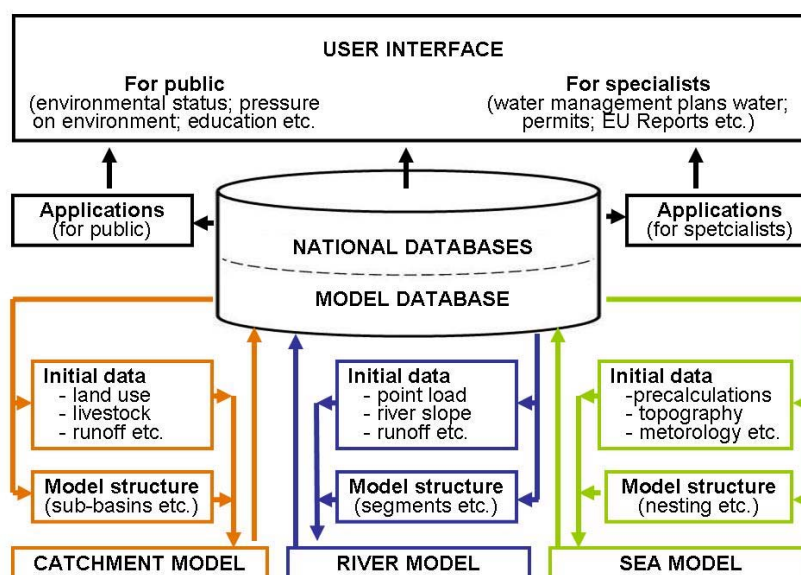 USER INTERFACE
For public
(environmental status; pressure
on environment; education etc.
For specialists
(water management plans water;
permits; EU Reports etc.)
Applications
(for public)
NATIONAL DATABASES
MODEL DATABASE
Applications
(for spetcialists)
Initial data
- land use
- livestock
- runoff etc.
Model structure
(sub-basins etc.)
CATCHMENT MODEL
Initial data
- point load
- river slope
- runoff etc.
Model structure
(segments etc.)
RIVER MODEL
Initial data
-precalculations
- topography
- metorology etc.
Model structure
(nesting etc.)
SEA MODEL